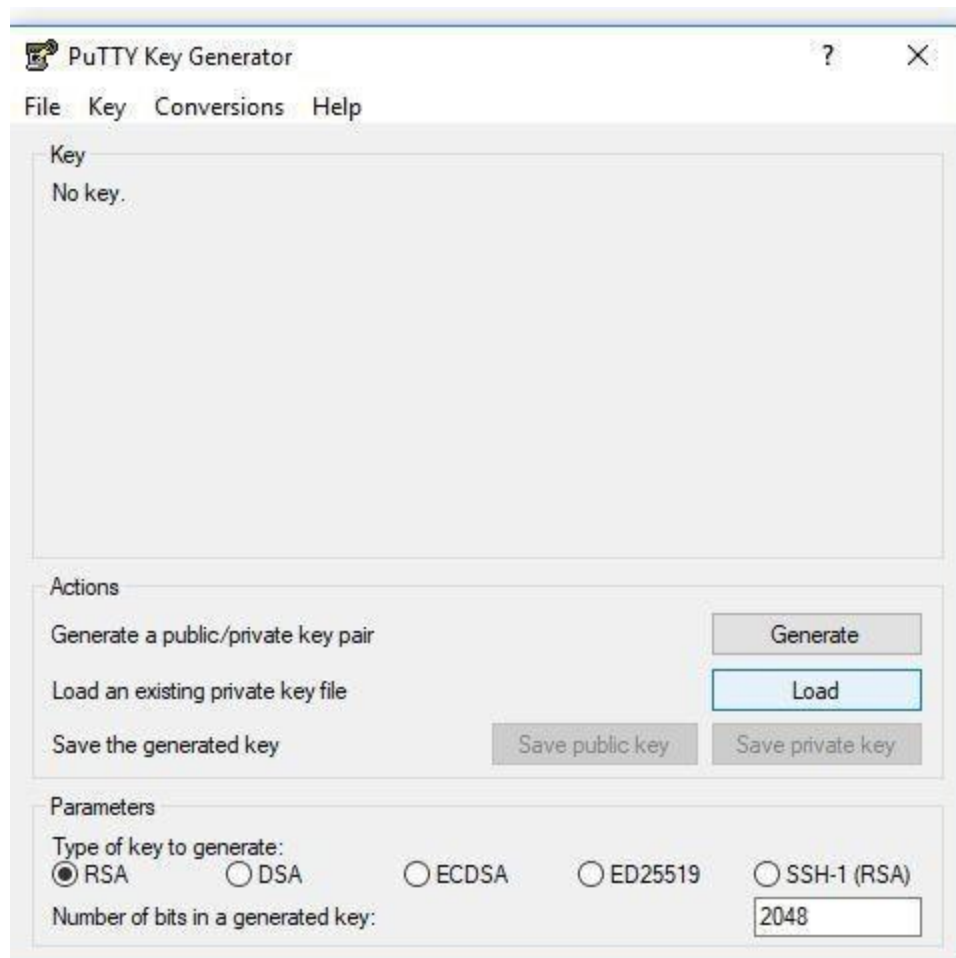 PuTTY Key Generator ?
File Key Conversions Help
Key
No key.
Actions
Generate a public/private key pair Generate
Load an existing private key file Load
Save the generated key Save public key Save private key
Parameters
Type of key to generate:
RSA DSA ECDSA ED25519 SSH-1 (RSA)
Number of bits in a generated key: 2048